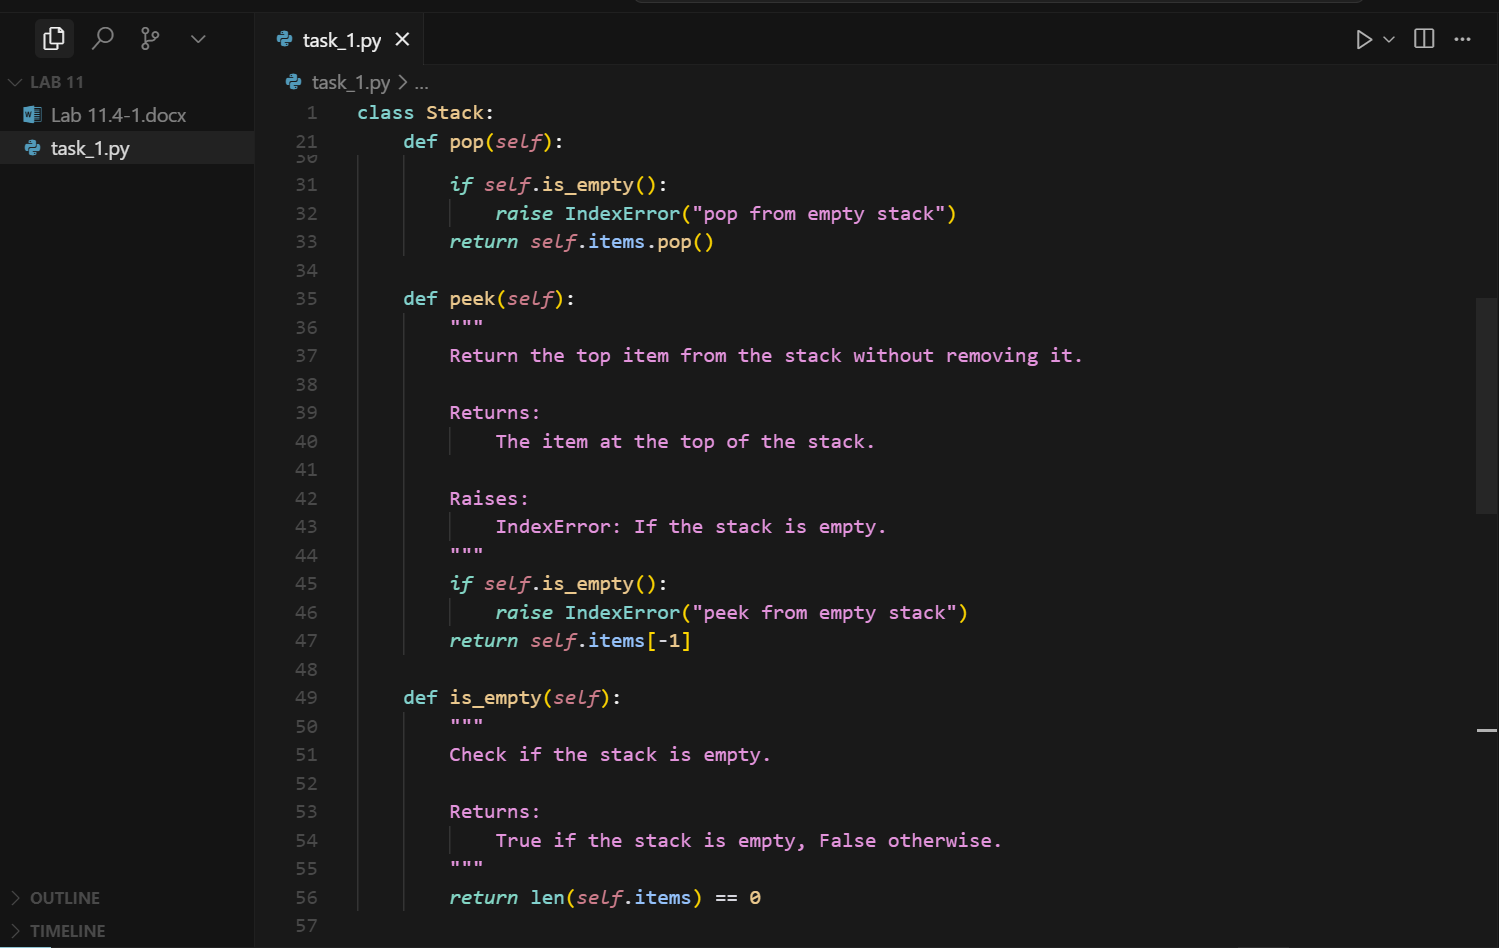 task_1.py
LAB 11
Lab 11.4-1.docx
task_1.py
OUTLINE
TIMELINE
task_1.py > ...
1 class Stack:
21 def pop(self):
30
31 if self.is_empty():
32 raise IndexError("pop from empty stack")
33 return self.items.pop()
34
35 def peek(self):
36 """
37 Return the top item from the stack without removing it.
38
39 Returns:
40 The item at the top of the stack.
41
42 Raises:
43 IndexError: If the stack is empty.
44 """
45 if self.is_empty():
46 raise IndexError("peek from empty stack")
47 return self.items[-1]
48
49 def is_empty(self):
50 """
51 Check if the stack is empty.
52
53 Returns:
54 True if the stack is empty, False otherwise.
55 """
56 return len(self.items) == 0
57